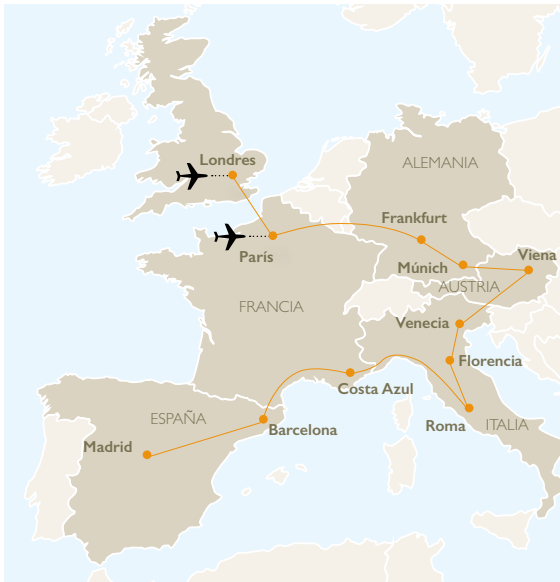 Londres
ALEMANIA
Frankfurt
París
Viena
Múnich
AUSTRIA
FRANCIA
Venecia
Florencia
Costa Azul
ESPAÑA
Barcelona
Roma
ITALIA
Madrid